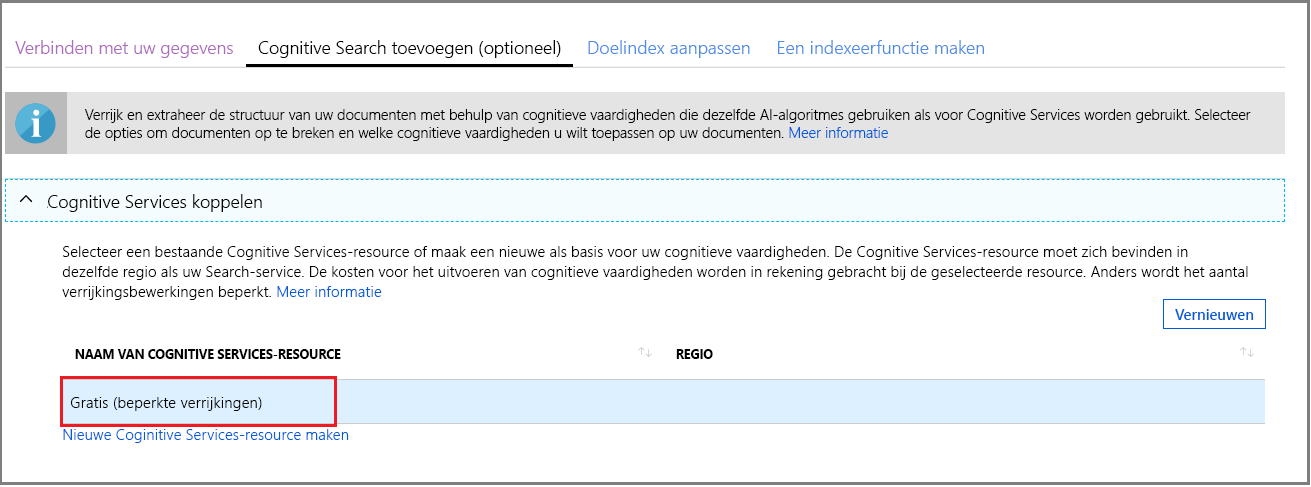 Verbinden met uw gegevens Cognitive Search toevoegen (optioneel) Doelindex aanpassen Een indexeerfunctie maken
Verrijk en extraheer de structuur van uw documenten met behulp van cognitieve vaardigheden die dezelfde AI-algoritmes gebruiken als voor Cognitive Services worden gebruikt. Selecteer
de opties om documenten op te breken en welke cognitieve vaardigheden u wilt toepassen op uw documenten. Meer informatie
Cognitive Services koppelen
Selecteer een bestaande Cognitive Services-resource of maak een nieuwe als basis voor uw cognitieve vaardigheden. De Cognitive Services-resource moet zich bevinden in
dezelfde regio als uw Search-service. De kosten voor het uitvoeren van cognitieve vaardigheden worden in rekening gebracht bij de geselecteerde resource. Anders wordt het aantal
verrijkingsbewerkingen beperkt. Meer informatie
Vernieuwen
NAAM VAN COGNITIVE SERVICES-RESOURCE REGIO
Gratis (beperkte verrijkingen)
Nieuwe Coginitive Services-resource maken